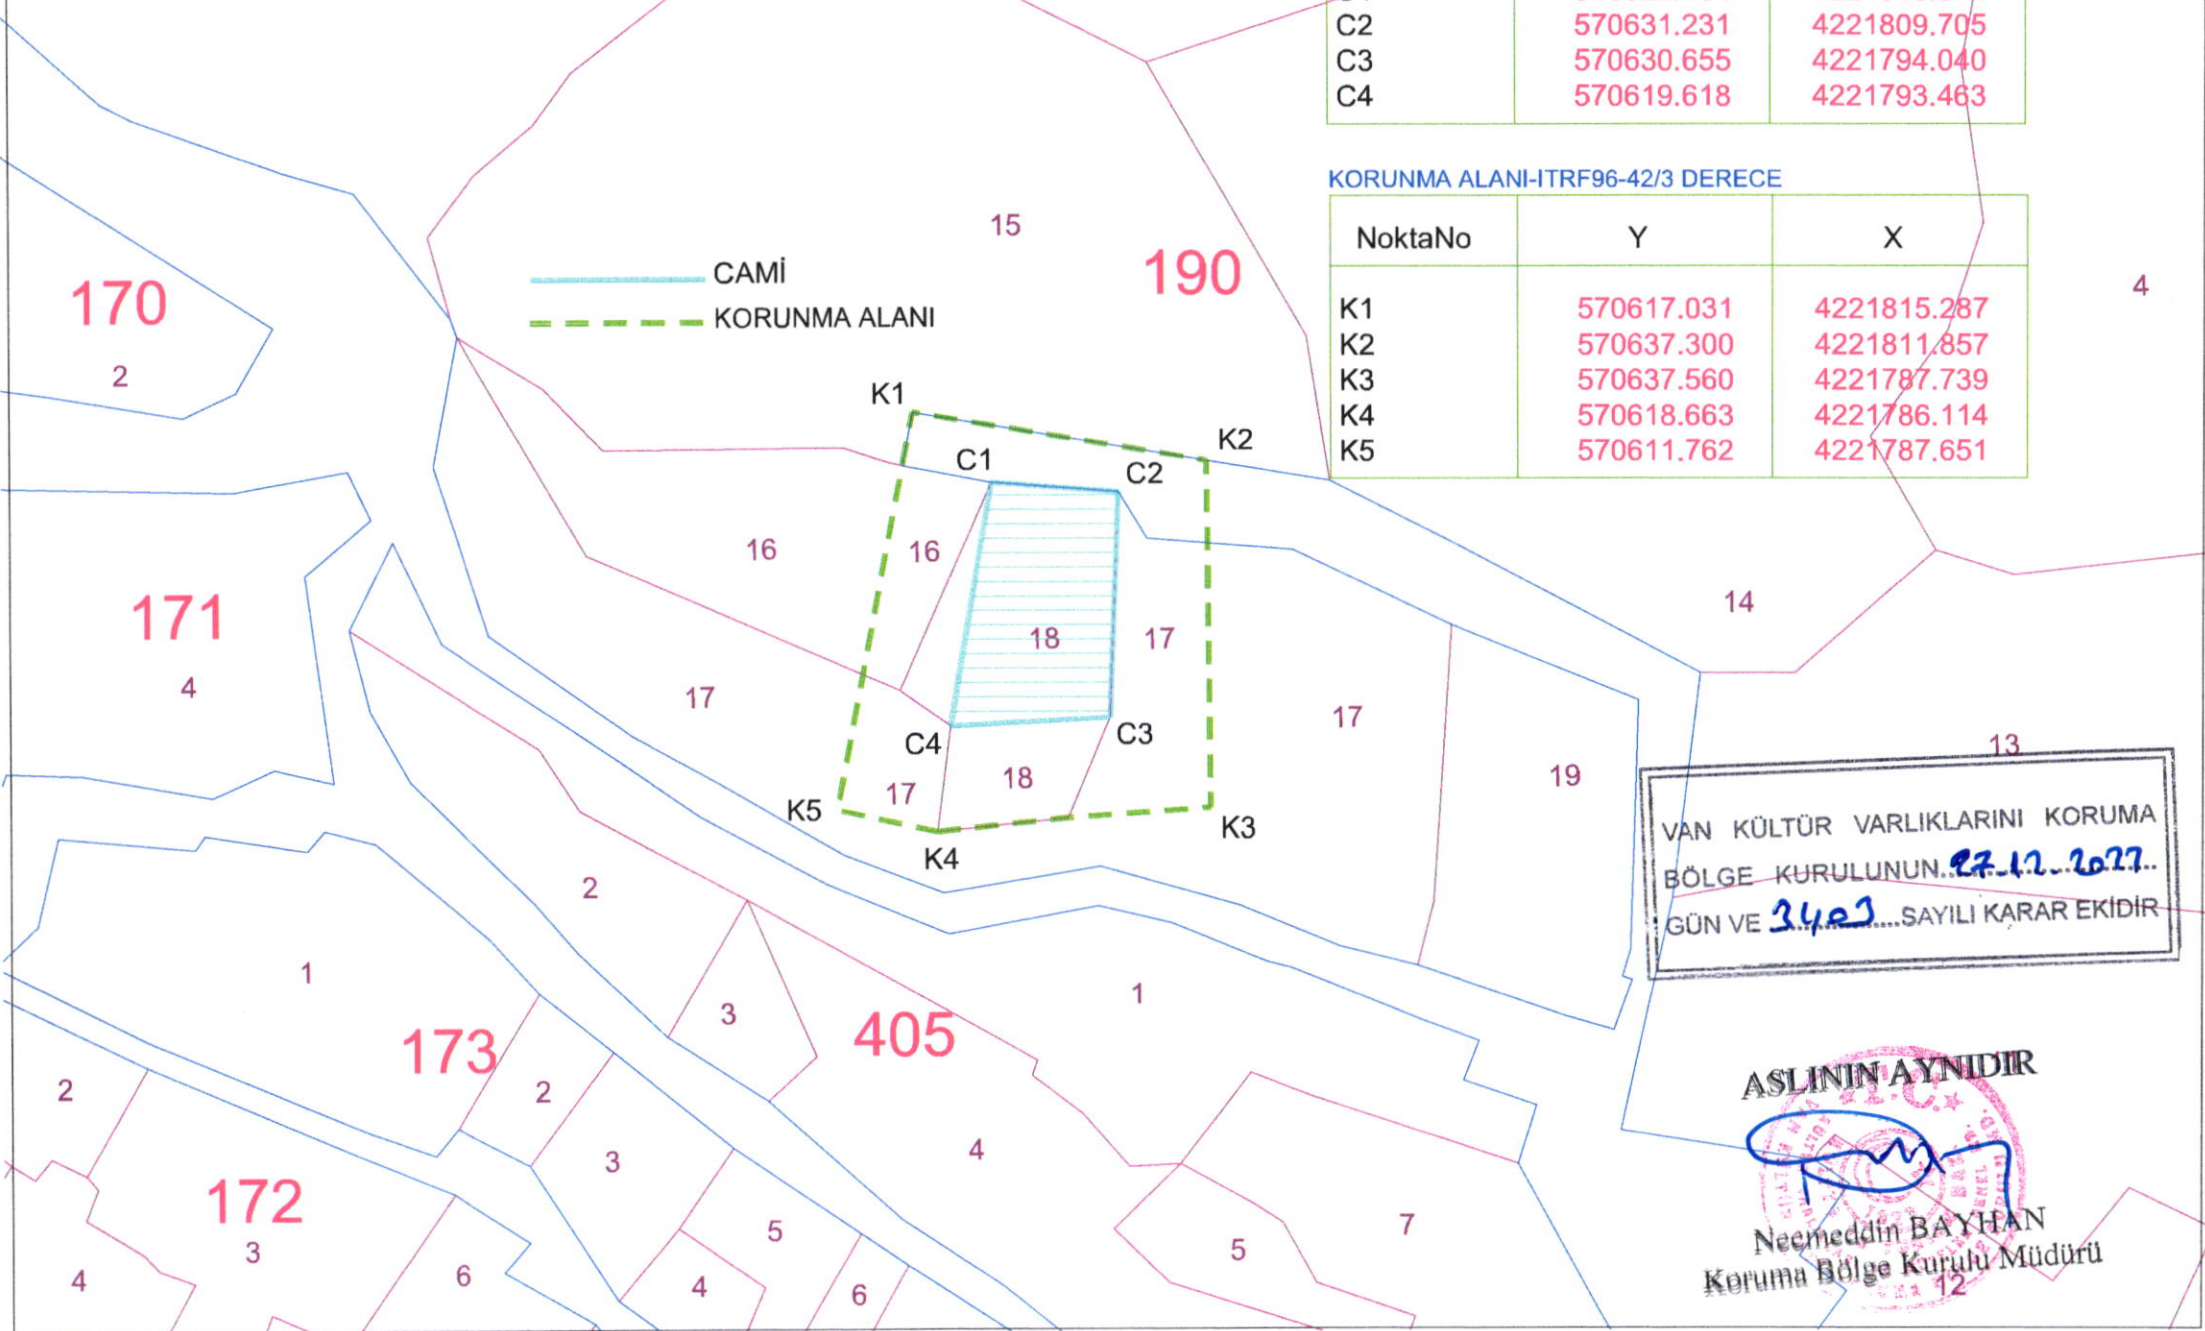 C2 570631.231 4221809.705
C3 570630.655 4221794.040
C4 570619.618 4221793.463
KORUNMA ALANI-ITRF96-42/3 DERECE
NoktaNo Y X
K1 570617.031 4221815.287
K2 570637.300 4221811.857
K3 570637.560 4221787.739
K4 570618.663 4221786.114
K5 570611.762 4221787.651
CAMİ
KORUNMA ALANI
15
190
4
170
2
K1
K2
C1
C2
16
16
14
171
4
18
17
17
17
C4
C3
13
19
17
18
K5
K3
K4
VAN KÜLTÜR VARLIKLARINI KORUMA
BÖLGE KURULUNUN 27.12.2022
GÜN VE 3403 SAYILI KARAR EKİDİR
2
1
1
3
173
405
2
2
3
4
172
3
4
6
5
4
6
5
7
ASLININ AYNIDIR
T.C.
Necmeddin BAYHAN
Koruma Bölge Kurulu Müdürü
12